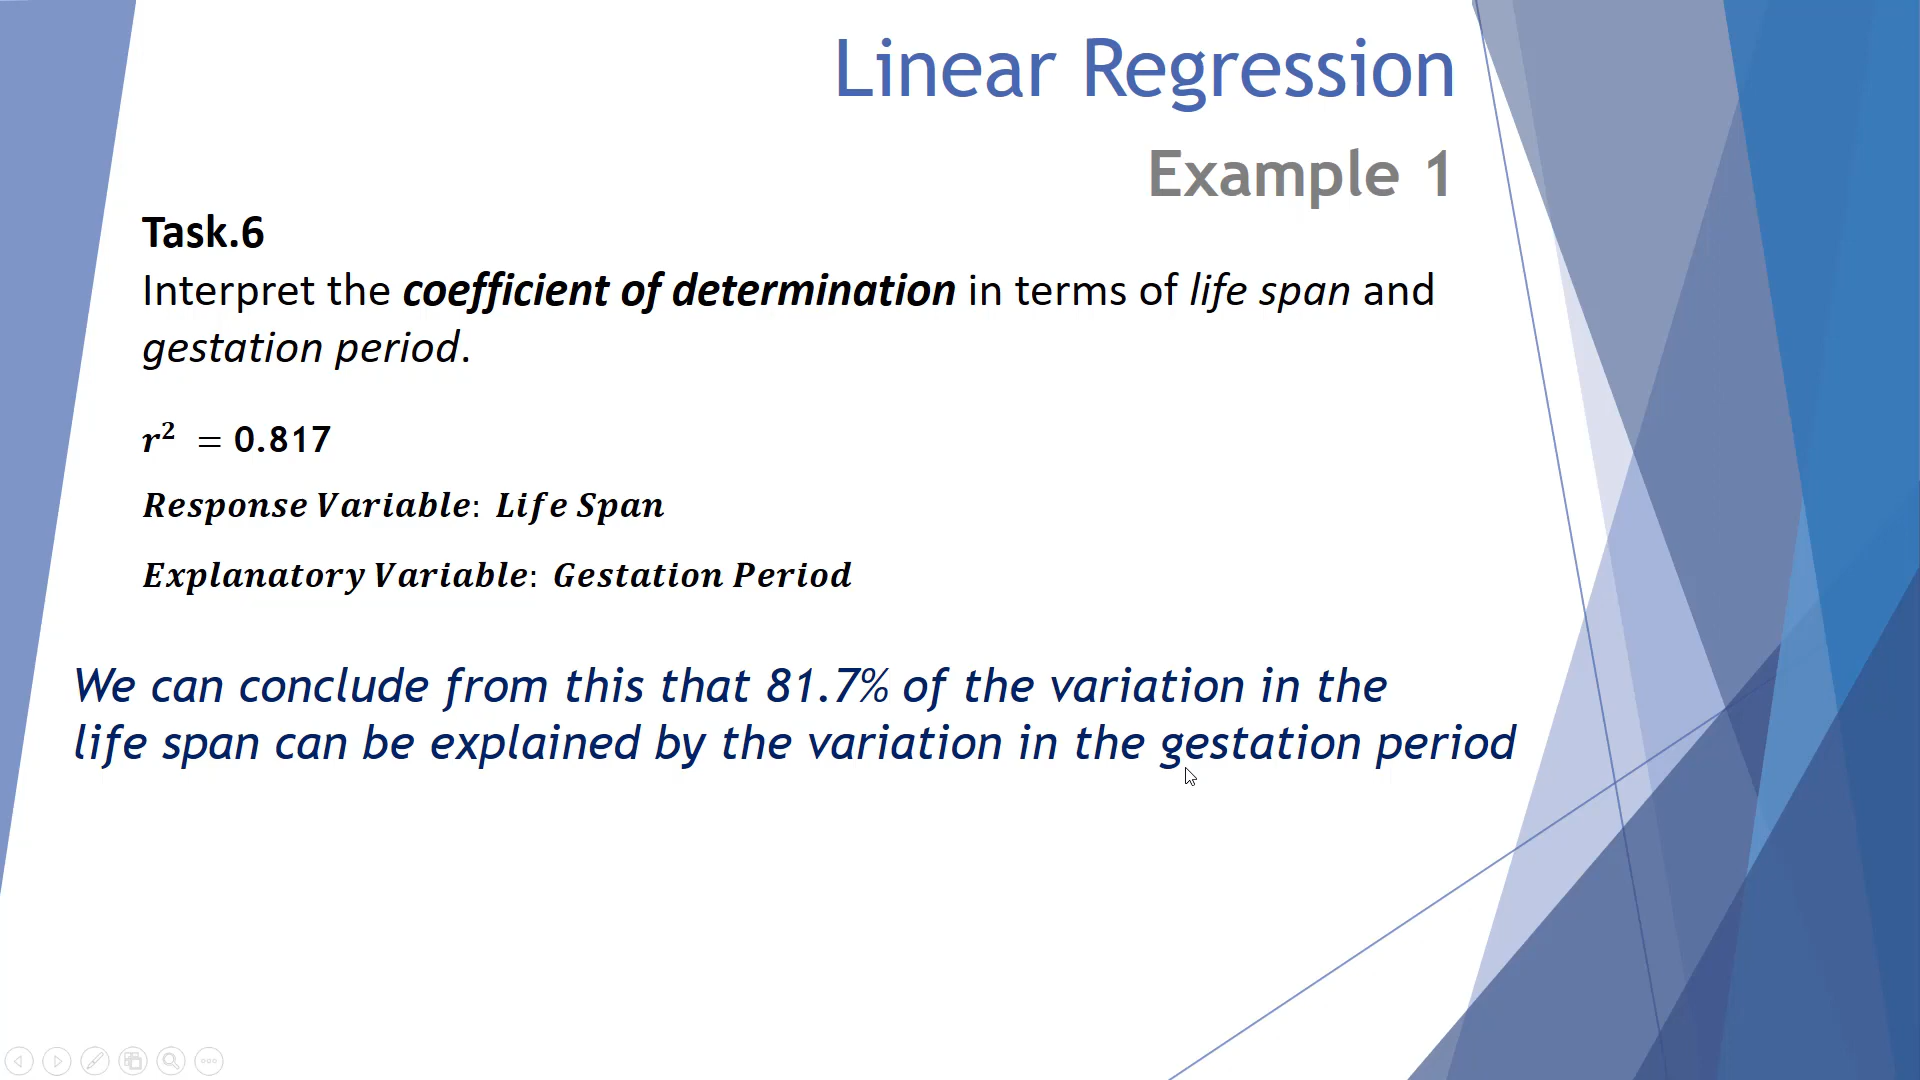 Linear Regression
Example 1
Task.6
Interpret the coefficient of determination in terms of life span and
gestation period.
r² = 0.817
Response Variable: Life Span
Explanatory Variable: Gestation Period
We can conclude from this that 81.7% of the variation in the
life span can be explained by the variation in the gestation period